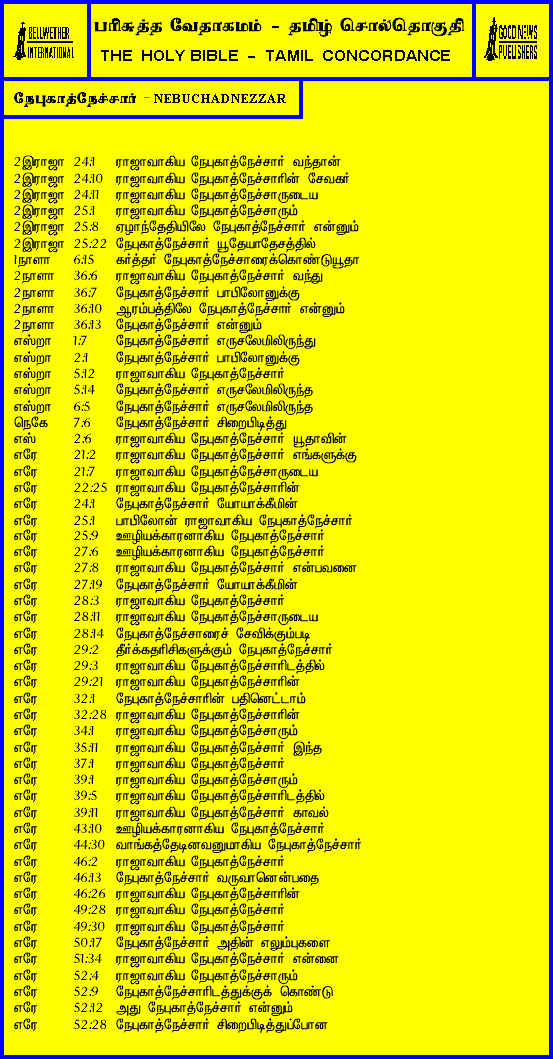 BELLWETHER
INTERNATIONAL
பரிசுத்த வேதாகமம் - தமிழ் சொல்தொகுதி
THE HOLY BIBLE - TAMIL CONCORDANCE
GOOD NEWS
PUBLISHERS
நேபுகாத்நேச்சார் - NEBUCHADNEZZAR
2இராஜா 24:1 ராஜாவாகிய நேபுகாத்நேச்சார் வந்தான்
2இராஜா 24:10 ராஜாவாகிய நேபுகாத்நேச்சாரின் சேவகர்
2இராஜா 24:11 ராஜாவாகிய நேபுகாத்நேச்சாருடைய
2இராஜா 25:1 ராஜாவாகிய நேபுகாத்நேச்சாரும்
2இராஜா 25:8 ஏழாந்தேதியிலே நேபுகாத்நேச்சார் என்னும்
2இராஜா 25:22 நேபுகாத்நேச்சார் யூதேயாதேசத்தில்
1நாளா 6:15 கர்த்தர் நேபுகாத்நேச்சாரைக்கொண்டுயூதா
2நாளா 36:6 ராஜாவாகிய நேபுகாத்நேச்சார் வந்து
2நாளா 36:7 நேபுகாத்நேச்சார் பாபிலோனுக்கு
2நாளா 36:10 ஆரம்பத்திலே நேபுகாத்நேச்சார் என்னும்
2நாளா 36:13 நேபுகாத்நேச்சார் என்னும்
எஸ்றா 1:7 நேபுகாத்நேச்சார் எருசலேமிலிருந்து
எஸ்றா 2:1 நேபுகாத்நேச்சார் பாபிலோனுக்கு
எஸ்றா 5:12 ராஜாவாகிய நேபுகாத்நேச்சார்
எஸ்றா 5:14 நேபுகாத்நேச்சார் எருசலேமிலிருந்த
எஸ்றா 6:5 நேபுகாத்நேச்சார் எருசலேமிலிருந்த
நெகே 7:6 நேபுகாத்நேச்சார் சிறைபிடித்து
எஸ் 2:6 ராஜாவாகிய நேபுகாத்நேச்சார் யூதாவின்
எரே 21:2 ராஜாவாகிய நேபுகாத்நேச்சார் எங்களுக்கு
எரே 21:7 ராஜாவாகிய நேபுகாத்நேச்சாருடைய
எரே 22:25 ராஜாவாகிய நேபுகாத்நேச்சாரின்
எரே 24:1 நேபுகாத்நேச்சார் யோயாக்கீமின்
எரே 25:1 பாபிலோன் ராஜாவாகிய நேபுகாத்நேச்சார்
எரே 25:9 ஊழியக்காரனாகிய நேபுகாத்நேச்சார்
எரே 27:6 ஊழியக்காரனாகிய நேபுகாத்நேச்சார்
எரே 27:8 ராஜாவாகிய நேபுகாத்நேச்சார் என்பவனை
எரே 27:19 நேபுகாத்நேச்சார் யோயாக்கீமின்
எரே 28:3 ராஜாவாகிய நேபுகாத்நேச்சார்
எரே 28:11 ராஜாவாகிய நேபுகாத்நேச்சாருடைய
எரே 28:14 நேபுகாத்நேச்சாரைச் சேவிக்கும்படி
எரே 29:2 தீர்க்கதரிசிகளுக்கும் நேபுகாத்நேச்சார்
எரே 29:3 ராஜாவாகிய நேபுகாத்நேச்சாரிடத்தில்
எரே 29:21 ராஜாவாகிய நேபுகாத்நேச்சாரின்
எரே 32:1 நேபுகாத்நேச்சாரின் பதினெட்டாம்
எரே 32:28 ராஜாவாகிய நேபுகாத்நேச்சாரின்
எரே 34:1 ராஜாவாகிய நேபுகாத்நேச்சாரும்
எரே 35:11 ராஜாவாகிய நேபுகாத்நேச்சார் இந்த
எரே 37:1 ராஜாவாகிய நேபுகாத்நேச்சார்
எரே 39:1 ராஜாவாகிய நேபுகாத்நேச்சாரும்
எரே 39:5 ராஜாவாகிய நேபுகாத்நேச்சாரிடத்தில்
எரே 39:11 ராஜாவாகிய நேபுகாத்நேச்சார் காவல்
எரே 43:10 ஊழியக்காரனாகிய நேபுகாத்நேச்சார்
எரே 44:30 வாங்கத்தேடினவனுமாகிய நேபுகாத்நேச்சார்
எரே 46:2 ராஜாவாகிய நேபுகாத்நேச்சார்
எரே 46:13 நேபுகாத்நேச்சார் வருவானென்பதை
எரே 46:26 ராஜாவாகிய நேபுகாத்நேச்சாரின்
எரே 49:28 ராஜாவாகிய நேபுகாத்நேச்சார்
எரே 49:30 ராஜாவாகிய நேபுகாத்நேச்சார்
எரே 50:17 நேபுகாத்நேச்சார் அதின் எலும்புகளை
எரே 51:34 ராஜாவாகிய நேபுகாத்நேச்சார் என்னை
எரே 52:4 ராஜாவாகிய நேபுகாத்நேச்சாரும்
எரே 52:9 நேபுகாத்நேச்சாரிடத்துக்குக் கொண்டு
எரே 52:12 அது நேபுகாத்நேச்சார் என்னும்
எரே 52:28 நேபுகாத்நேச்சார் சிறைபிடித்துப்போன